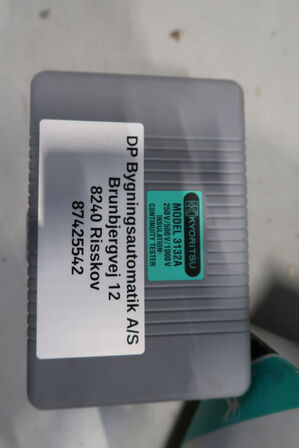 DP Bygningsautomatik A/S
Brunbjergvej 12
8240 Risskov
87425542
KYORITSU
MODEL 3132A
250V/500V/1000V
INSULATION-
CONTINUITY TESTER